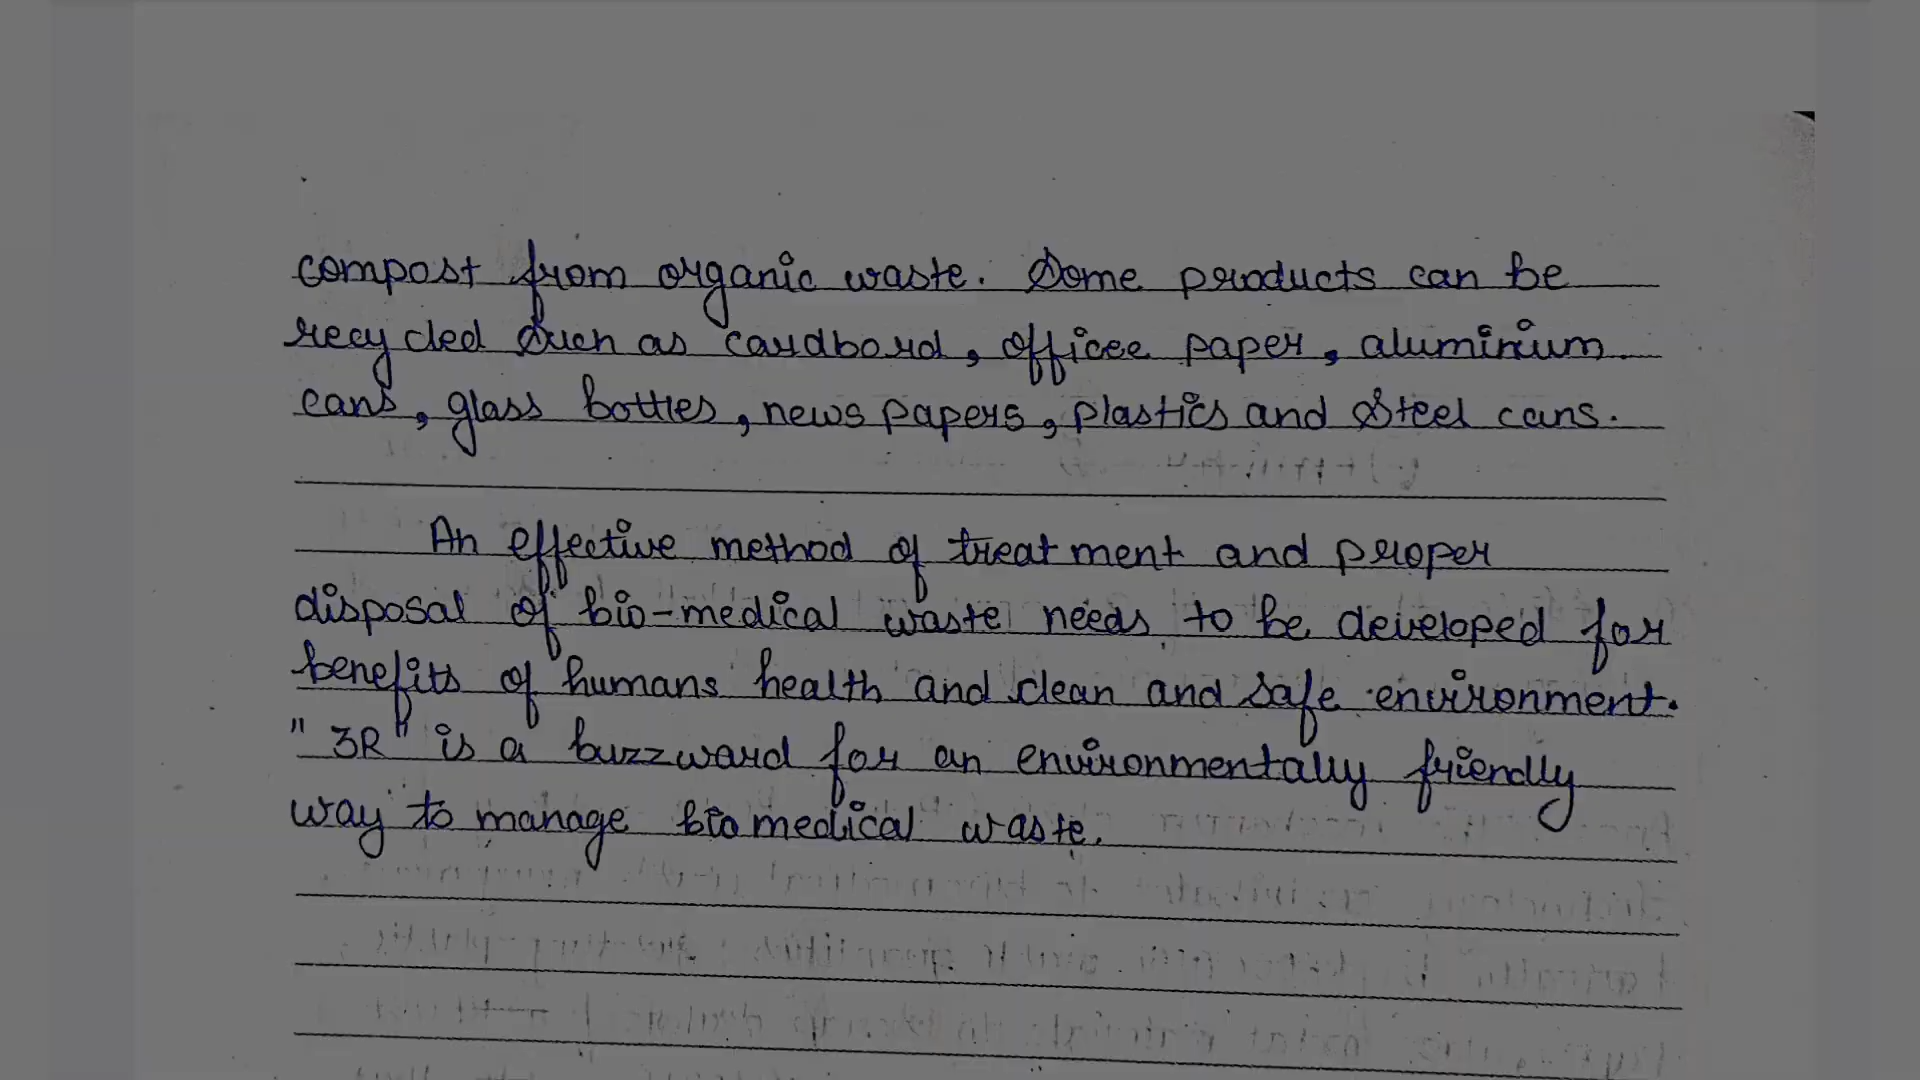 compost from organic waste. Some products can be
recycled such as cardbord, officee paper, aluminium
cans, glass bottles, news papers, plastics and steel cans.
An effective method of treatment and proper
disposal of bio-medical waste needs to be developed for
benefits of humans health and clean and safe environment.
"3R" is a buzzward for an environmentally friendly
way to manage bio medical waste.